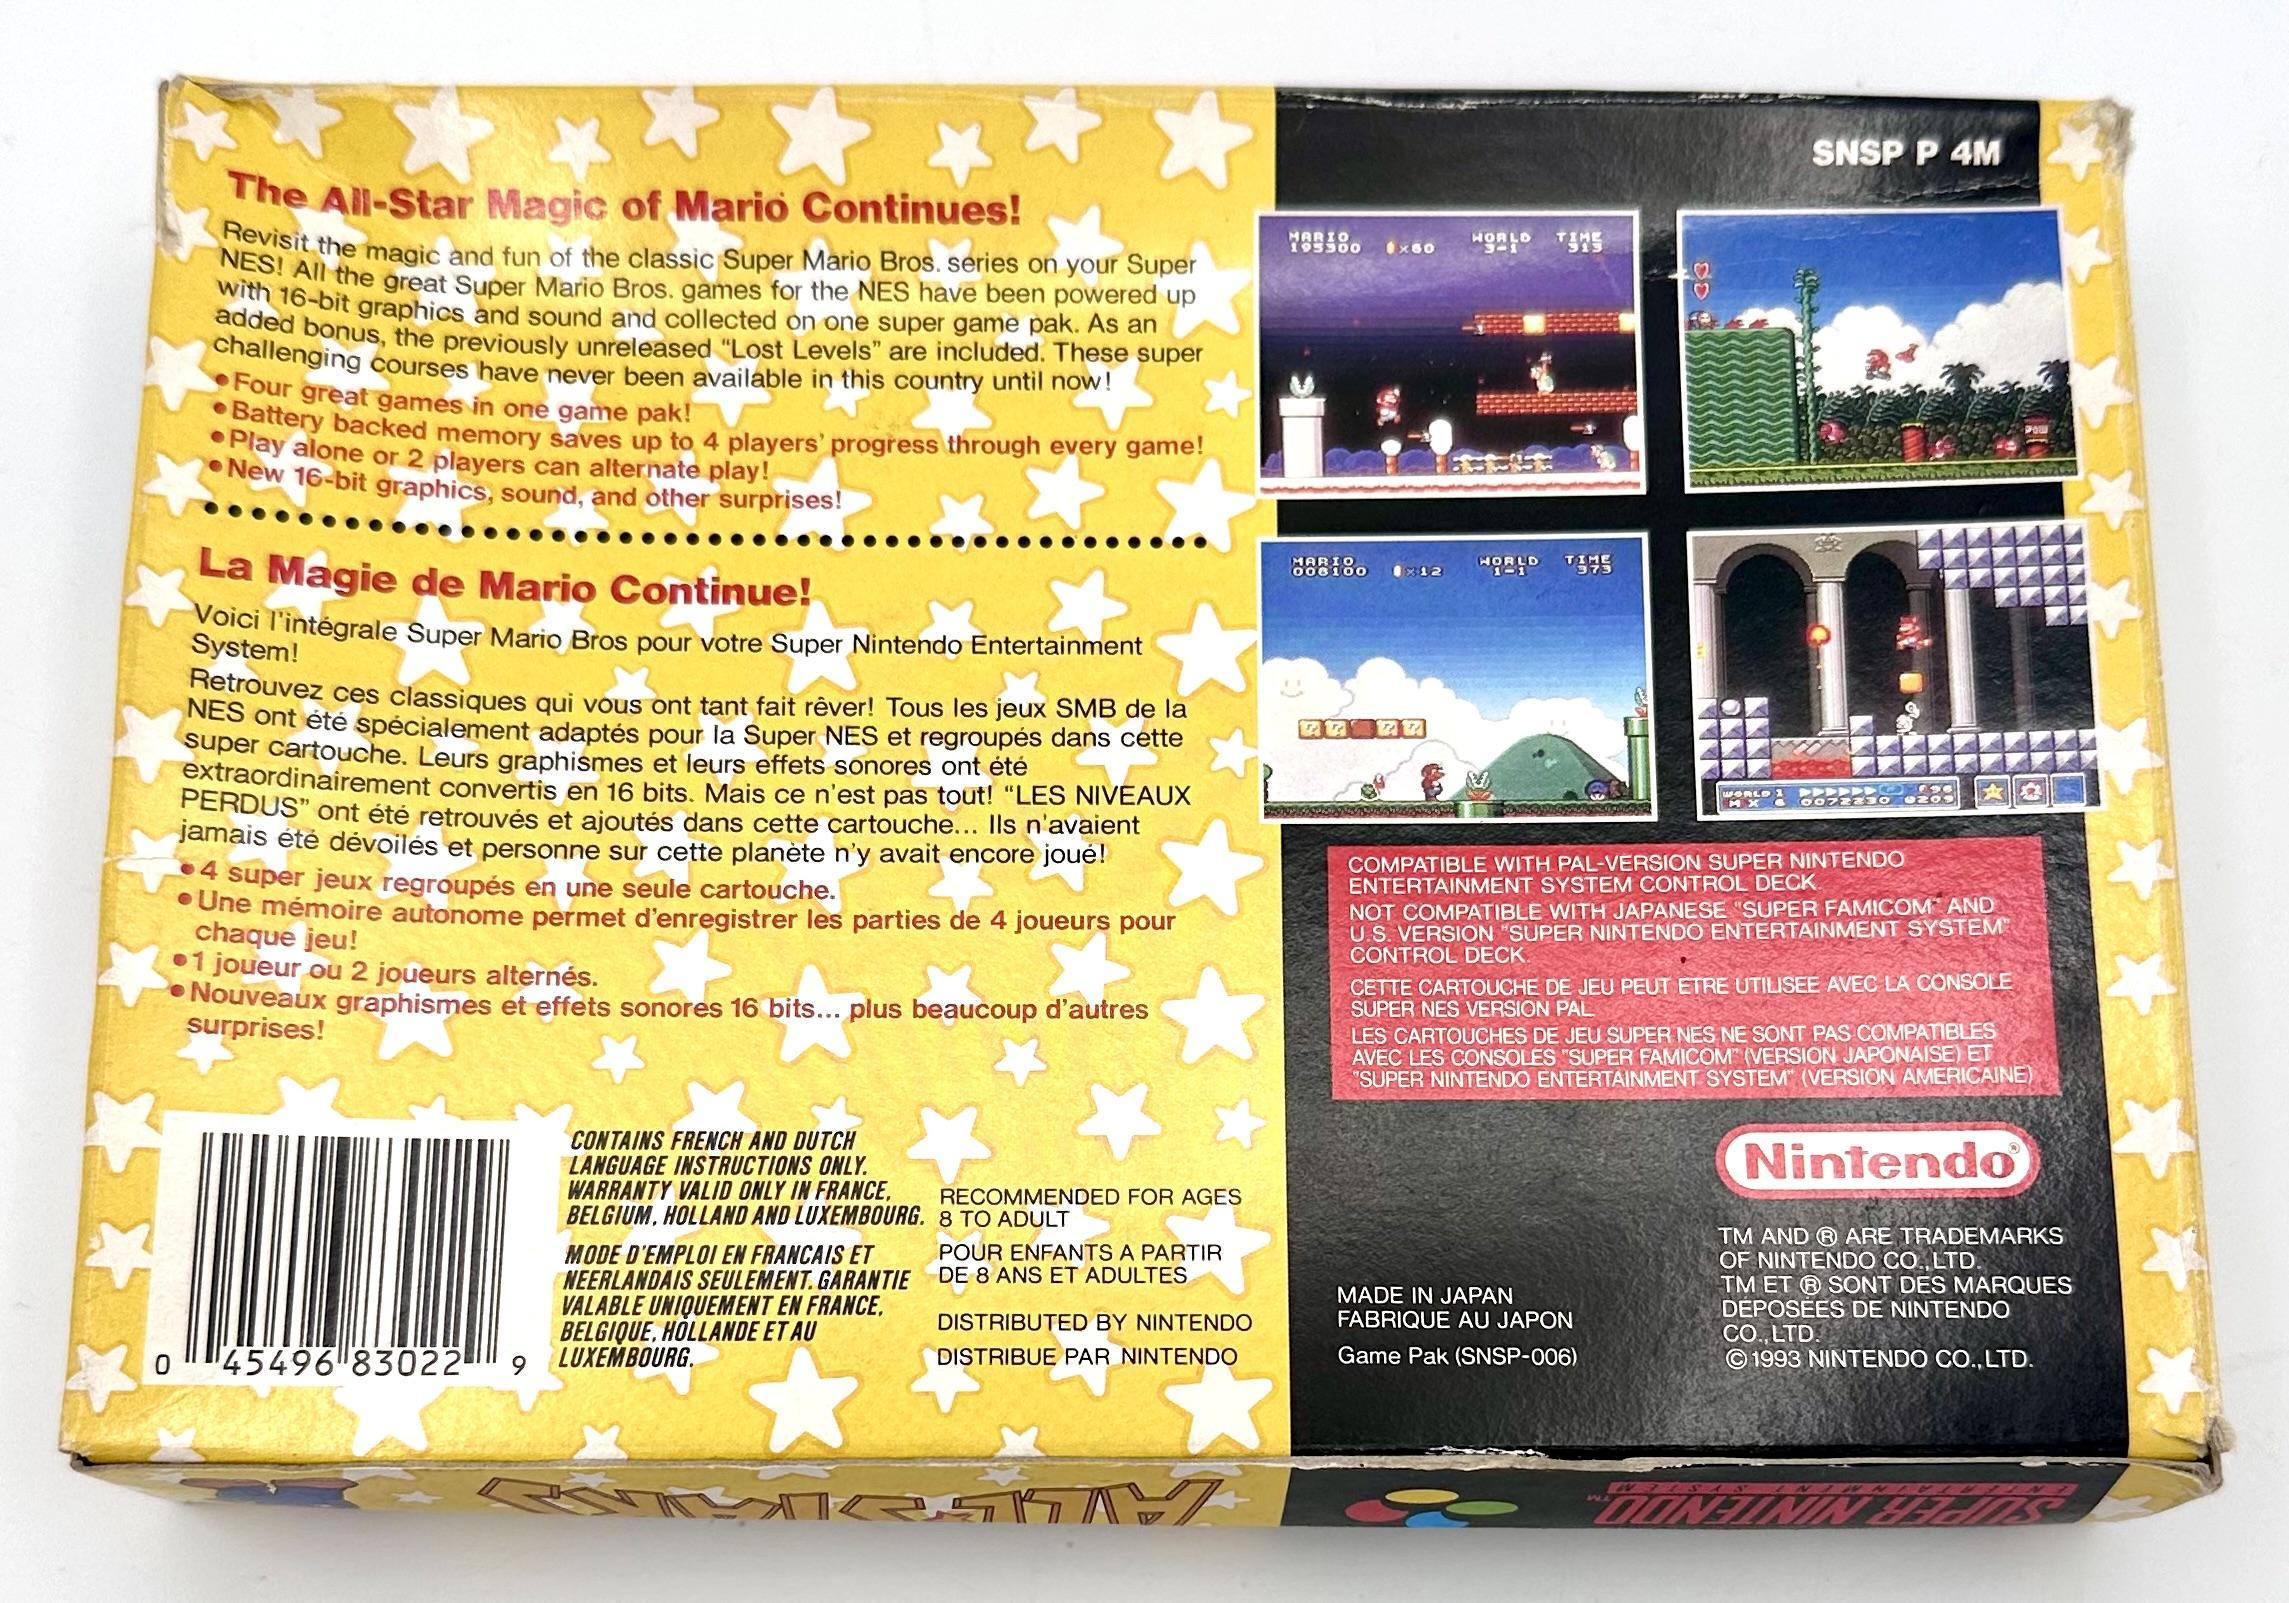 The All-Star Magic of Mario Continues!
Revisit the magic and fun of the classic Super Mario Bros. series on your Super
NES! All the great Super Mario Bros. games for the NES have been powered up
with 16-bit graphics and sound and collected on one super game pak. As an
added bonus, the previously unreleased "Lost Levels" are included. These super
challenging courses have never been available in this country until now!
•Four great games in one game pak!
•Battery backed memory saves up to 4 players' progress through every game!
•Play alone or 2 players can alternate play!
•New 16-bit graphics, sound, and other surprises!
La Magie de Mario Continue!
Voici l'intégrale Super Mario Bros pour votre Super Nintendo Entertainment
System!
Retrouvez ces classiques qui vous ont tant fait rêver! Tous les jeux SMB de la
NES ont été spécialement adaptés pour la Super NES et regroupés dans cette
super cartouche. Leurs graphismes et leurs effets sonores ont été
extraordinairement convertis en 16 bits. Mais ce n'est pas tout! "LES NIVEAUX
PERDUS" ont été retrouvés et ajoutés dans cette cartouche... Ils n'avaient
jamais été dévoilés et personne sur cette planète n'y avait encore joué!
•4 super jeux regroupés en une seule cartouche.
•Une mémoire autonome permet d'enregistrer les parties de 4 joueurs pour
chaque jeu!
•1 joueur ou 2 joueurs alternés.
•Nouveaux graphismes et effets sonores 16 bits... plus beaucoup d'autres
surprises!
0 45496 83022 9
CONTAINS FRENCH AND DUTCH
LANGUAGE INSTRUCTIONS ONLY.
WARRANTY VALID ONLY IN FRANCE,
BELGIUM, HOLLAND AND LUXEMBOURG.
MODE D'EMPLOI EN FRANCAIS ET
NEERLANDAIS SEULEMENT. GARANTIE
VALABLE UNIQUEMENT EN FRANCE,
BELGIQUE, HOLLANDE ET AU
LUXEMBOURG.
RECOMMENDED FOR AGES
8 TO ADULT
POUR ENFANTS A PARTIR
DE 8 ANS ET ADULTES
DISTRIBUTED BY NINTENDO
DISTRIBUE PAR NINTENDO
SNSP P 4M
MARIO WORLD TIME
195300 ×60 3-1 313
POW
MARIO WORLD TIME
008100 ×12 1-1 373
WORLD 1 96
M × 6 0072230 0209
COMPATIBLE WITH PAL-VERSION SUPER NINTENDO
ENTERTAINMENT SYSTEM CONTROL DECK.
NOT COMPATIBLE WITH JAPANESE "SUPER FAMICOM" AND
U.S. VERSION "SUPER NINTENDO ENTERTAINMENT SYSTEM"
CONTROL DECK.
CETTE CARTOUCHE DE JEU PEUT ETRE UTILISEE AVEC LA CONSOLE
SUPER NES VERSION PAL.
LES CARTOUCHES DE JEU SUPER NES NE SONT PAS COMPATIBLES
AVEC LES CONSOLES "SUPER FAMICOM" (VERSION JAPONAISE) ET
"SUPER NINTENDO ENTERTAINMENT SYSTEM" (VERSION AMERICAINE)
Nintendo®
MADE IN JAPAN
FABRIQUE AU JAPON
Game Pak (SNSP-006)
TM AND ® ARE TRADEMARKS
OF NINTENDO CO., LTD.
TM ET ® SONT DES MARQUES
DEPOSÉES DE NINTENDO
CO., LTD.
© 1993 NINTENDO CO., LTD.
ALL STARS
SUPER NINTENDO™
ENTERTAINMENT SYSTEM